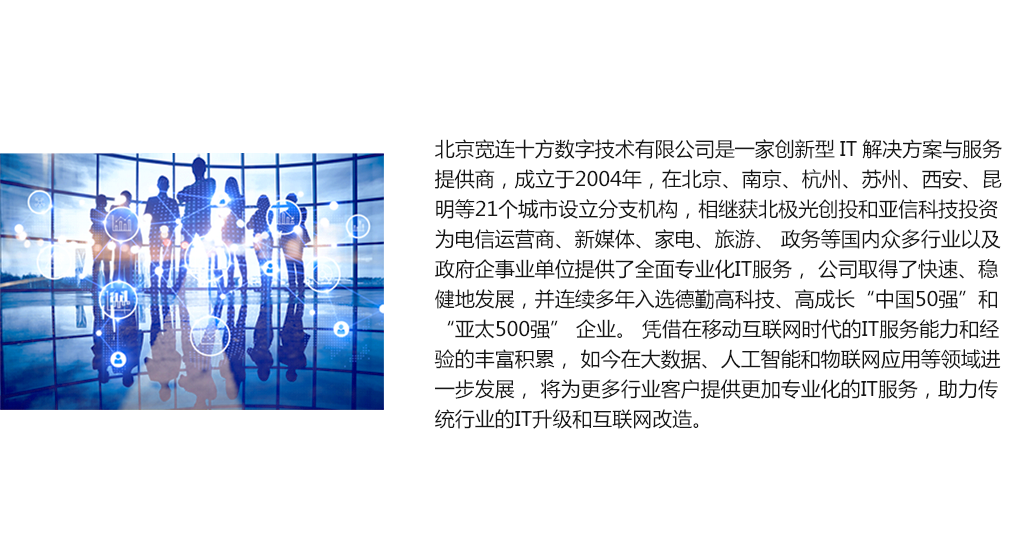 北京宽连十方数字技术有限公司是一家创新型 IT 解决方案与服务
提供商，成立于2004年，在北京、南京、杭州、苏州、西安、昆
明等21个城市设立分支机构，相继获北极光创投和亚信科技投资
为电信运营商、新媒体、家电、旅游、 政务等国内众多行业以及
政府企事业单位提供了全面专业化IT服务， 公司取得了快速、稳
健地发展，并连续多年入选德勤高科技、高成长“中国50强”和
“亚太500强” 企业。 凭借在移动互联网时代的IT服务能力和经
验的丰富积累， 如今在大数据、人工智能和物联网应用等领域进
一步发展， 将为更多行业客户提供更加专业化的IT服务，助力传
统行业的IT升级和互联网改造。